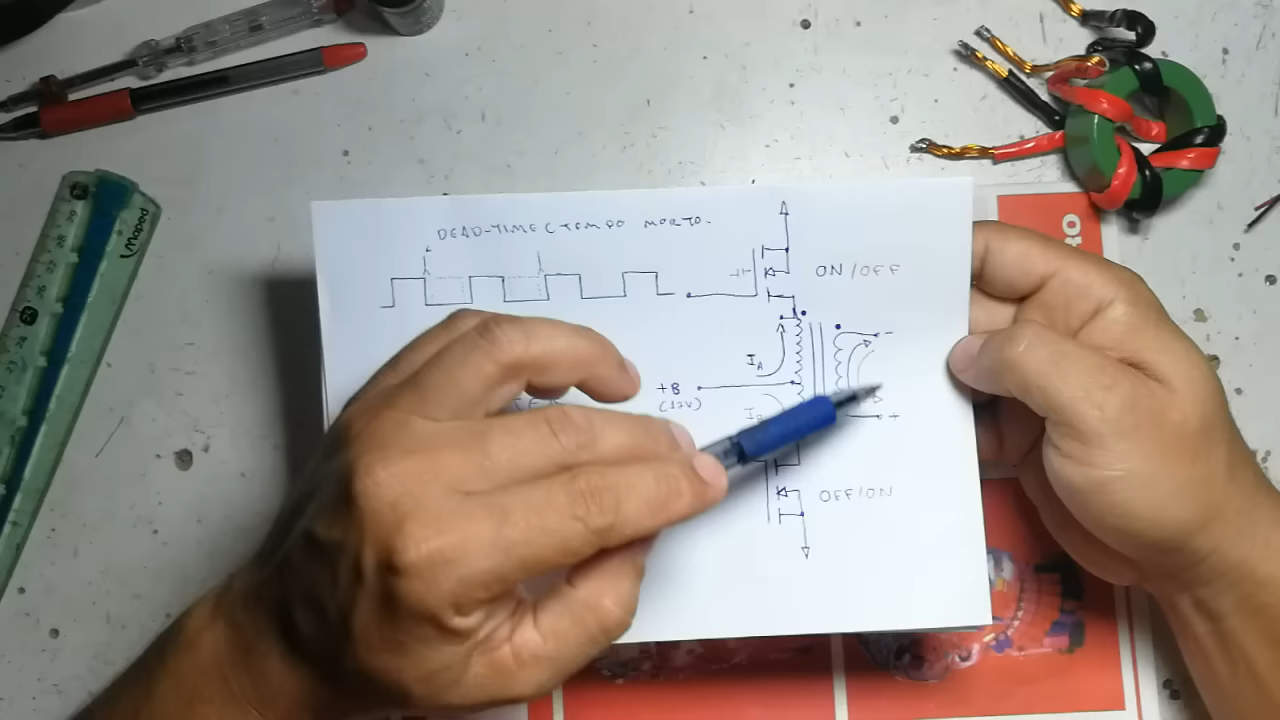 DEAD-TIME (TEMPO MORTO.
ON/OFF
IA
-
+B
(12V)
+
OFF/ON
Maped